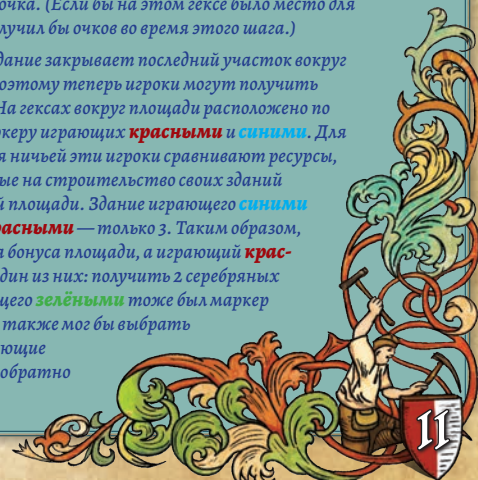 очка. (Если бы на этом гексе было место для
лучил бы очков во время этого шага.)
дание закрывает последний участок вокруг
оэтому теперь игроки могут получить
На гексах вокруг площади расположено по
керу играющих красными и синими. Для
я ничьей эти игроки сравнивают ресурсы,
ые на строительство своих зданий
й площади. Здание играющего синими
расными — только 3. Таким образом,
я бонуса площади, а играющий крас-
дин из них: получить 2 серебряных
щего зелёными тоже был маркер
также мог бы выбрать
ющие
обратно
11